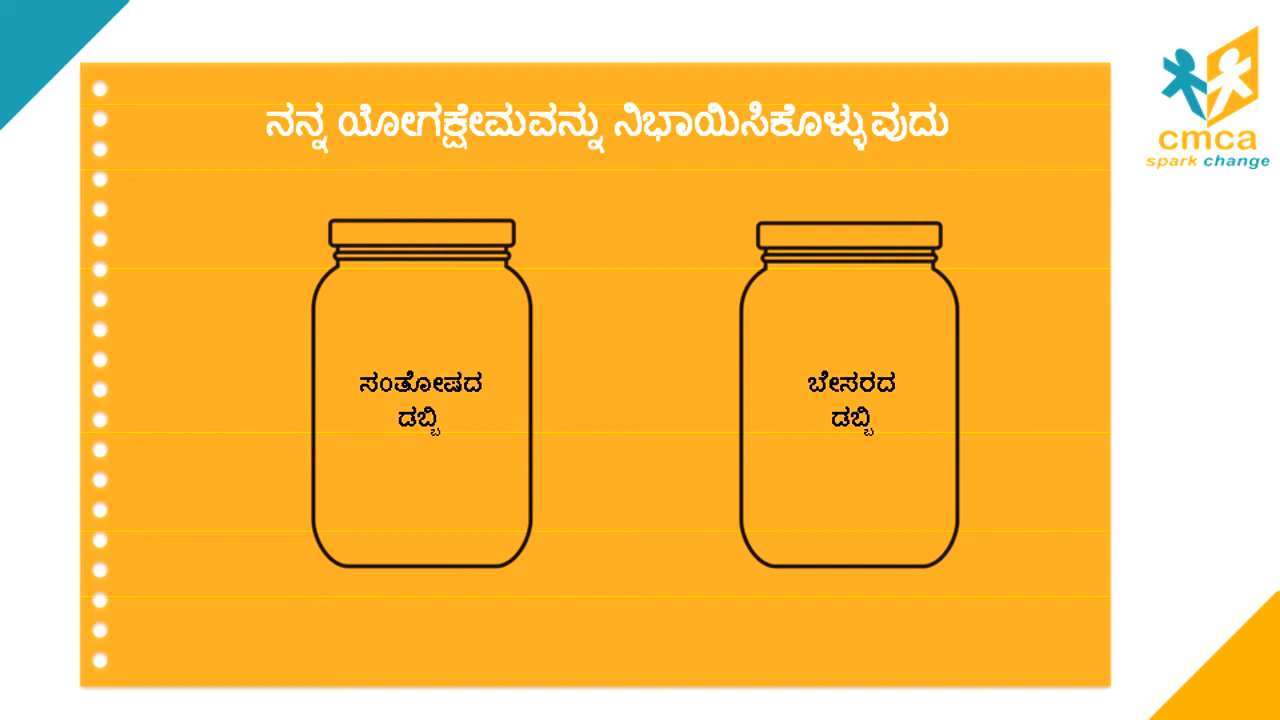 ನನ್ನ ಯೋಗಕ್ಷೇಮವನ್ನು ನಿಭಾಯಿಸಿಕೊಳ್ಳುವುದು
cmca
spark change
ಸಂತೋಷದ
ಡಬ್ಬಿ
ಬೇಸರದ
ಡಬ್ಬಿ